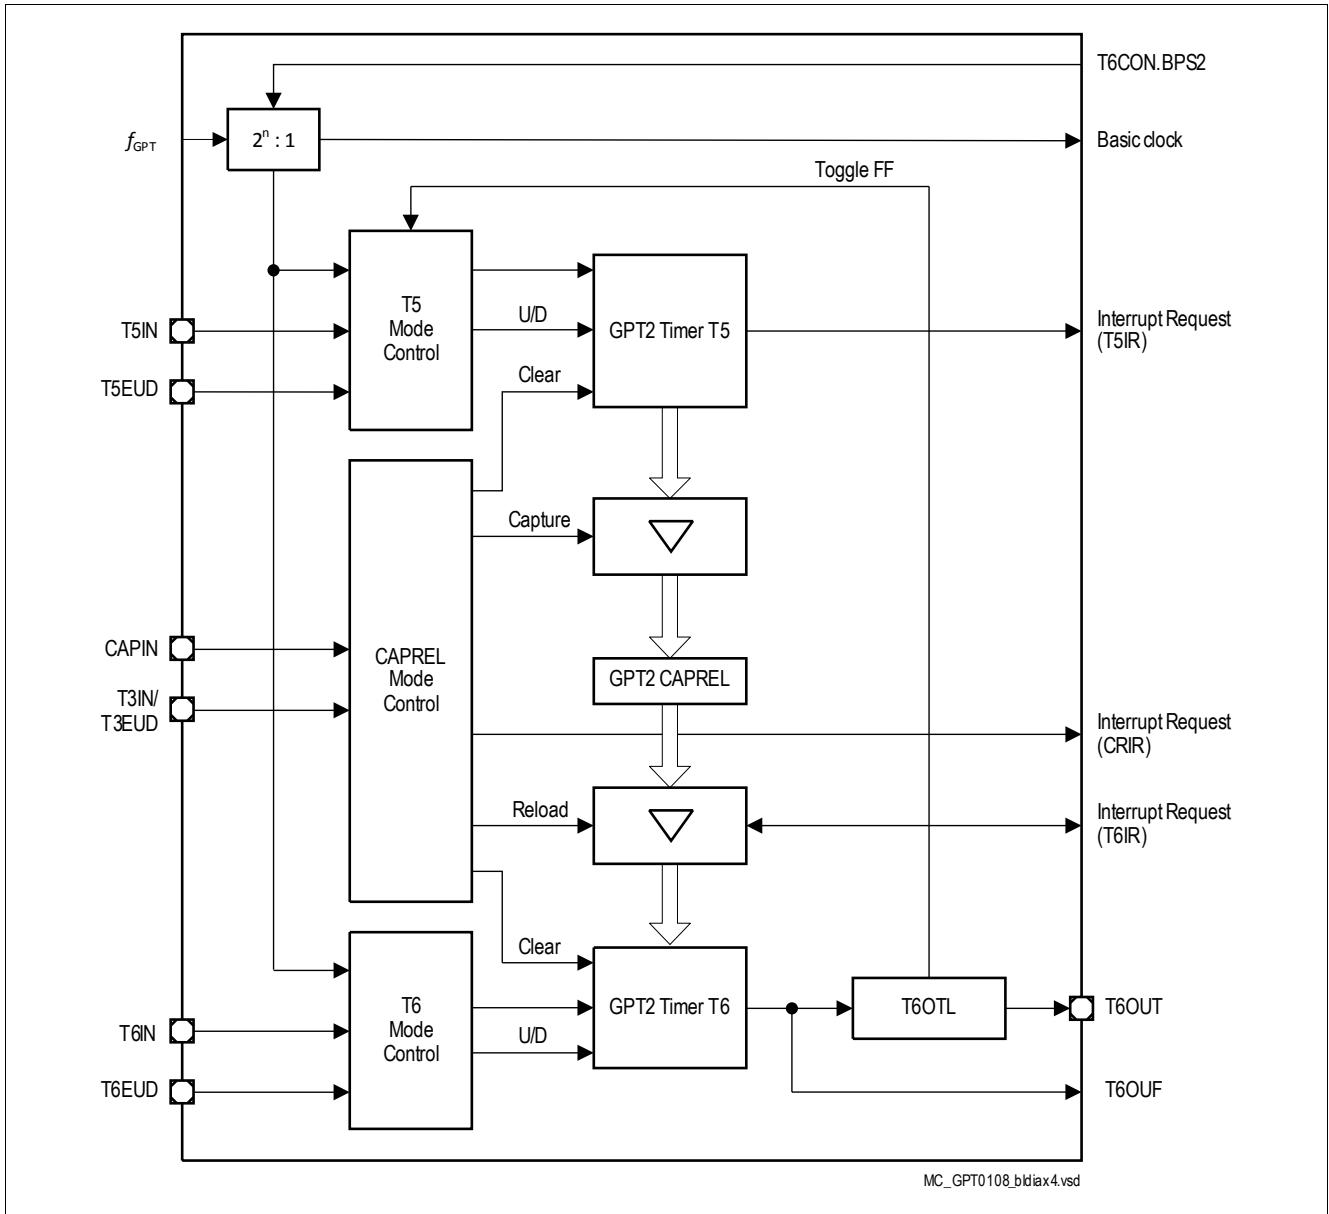 T6CON.BPS2
fGPT
2n : 1
Basic clock
Toggle FF
T5
Mode
Control
U/D
GPT2 Timer T5
T5IN
Interrupt Request
(T5IR)
T5EUD
Clear
Capture
CAPIN
CAPREL
Mode
Control
GPT2 CAPREL
T3IN/
T3EUD
Interrupt Request
(CRIR)
Reload
Interrupt Request
(T6IR)
Clear
T6
Mode
Control
GPT2 Timer T6
T6OTL
T6OUT
T6IN
U/D
T6EUD
T6OUF
MC_GPT0108_bldiax4.vsd